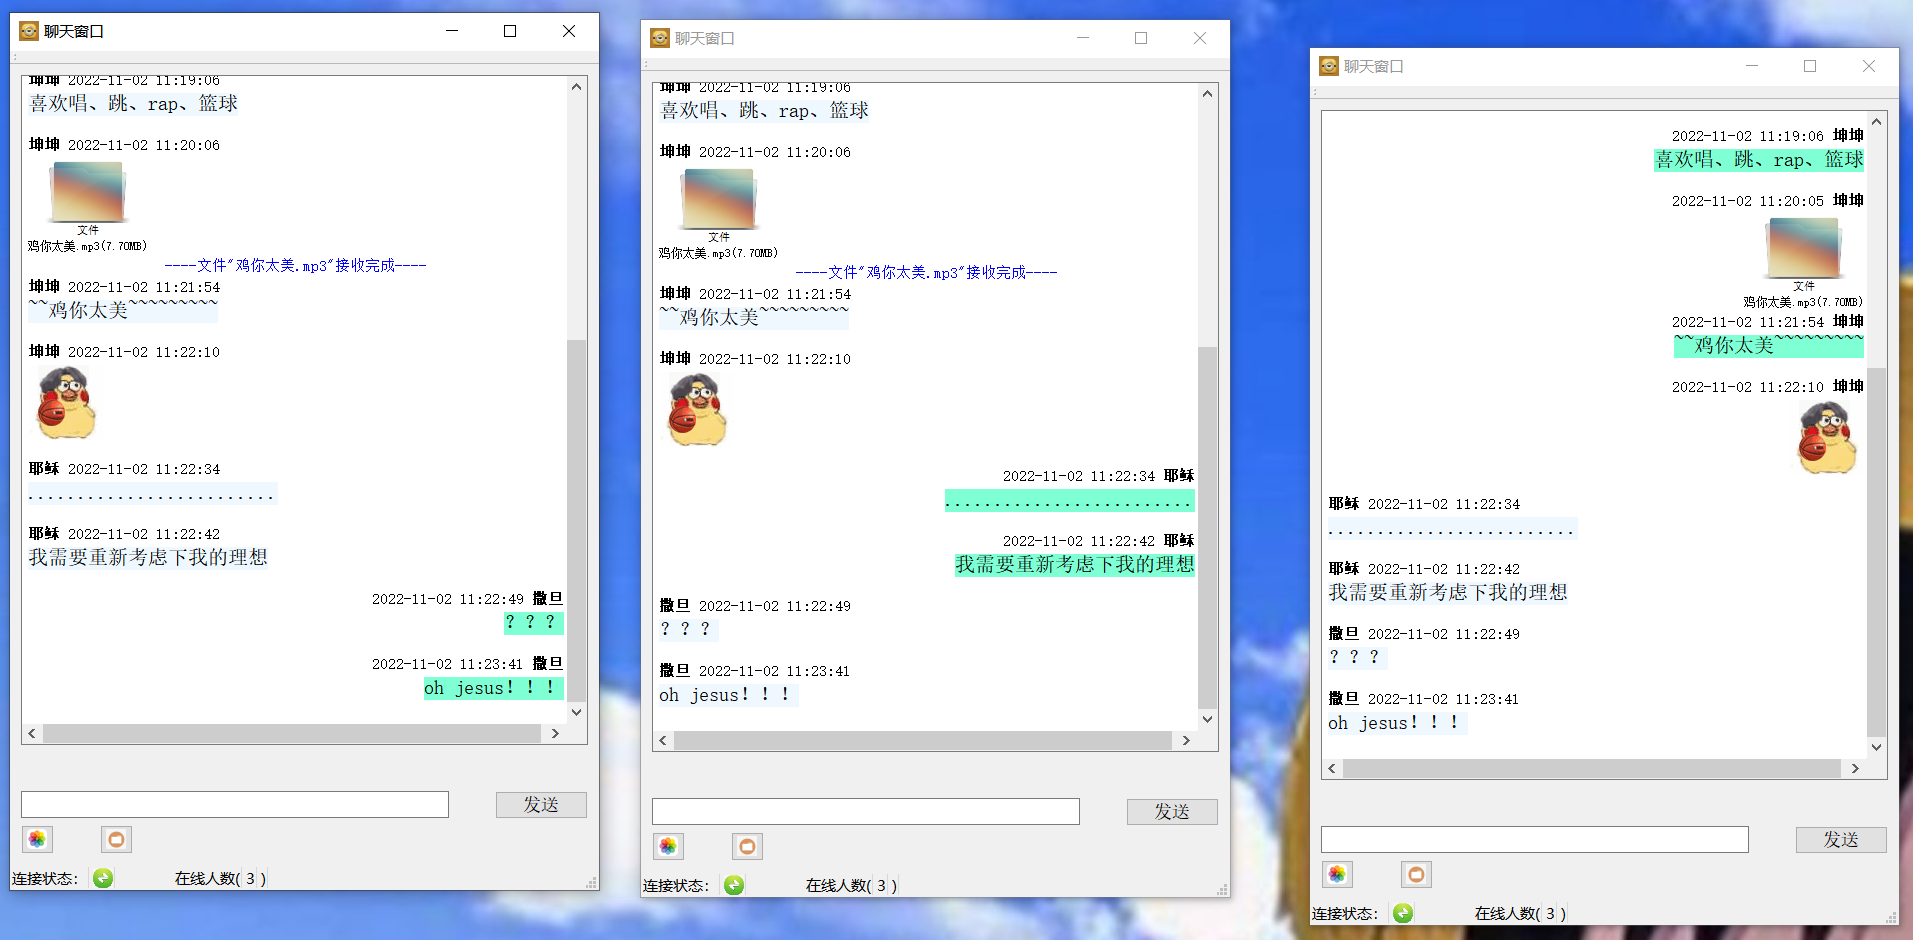 聊天窗口
坤坤 2022-11-02 11:19:06
喜欢唱、跳、rap、篮球
坤坤 2022-11-02 11:20:06
文件
鸡你太美.mp3(7.70MB)
----文件"鸡你太美.mp3"接收完成----
坤坤 2022-11-02 11:21:54
~~鸡你太美~~~~~~~~~
坤坤 2022-11-02 11:22:10
耶稣 2022-11-02 11:22:34
.........................
耶稣 2022-11-02 11:22:42
我需要重新考虑下我的理想
2022-11-02 11:22:49 撒旦
？？？
2022-11-02 11:23:41 撒旦
oh jesus！！！
发送
连接状态： 在线人数( 3 )
聊天窗口
坤坤 2022-11-02 11:19:06
喜欢唱、跳、rap、篮球
坤坤 2022-11-02 11:20:06
文件
鸡你太美.mp3(7.70MB)
----文件"鸡你太美.mp3"接收完成----
坤坤 2022-11-02 11:21:54
~~鸡你太美~~~~~~~~~
坤坤 2022-11-02 11:22:10
2022-11-02 11:22:34 耶稣
.........................
2022-11-02 11:22:42 耶稣
我需要重新考虑下我的理想
撒旦 2022-11-02 11:22:49
？？？
撒旦 2022-11-02 11:23:41
oh jesus！！！
发送
连接状态： 在线人数( 3 )
聊天窗口
2022-11-02 11:19:06 坤坤
喜欢唱、跳、rap、篮球
2022-11-02 11:20:05 坤坤
文件
鸡你太美.mp3(7.70MB)
2022-11-02 11:21:54 坤坤
~~鸡你太美~~~~~~~~~
2022-11-02 11:22:10 坤坤
耶稣 2022-11-02 11:22:34
.........................
耶稣 2022-11-02 11:22:42
我需要重新考虑下我的理想
撒旦 2022-11-02 11:22:49
？？？
撒旦 2022-11-02 11:23:41
oh jesus！！！
发送
连接状态： 在线人数( 3 )